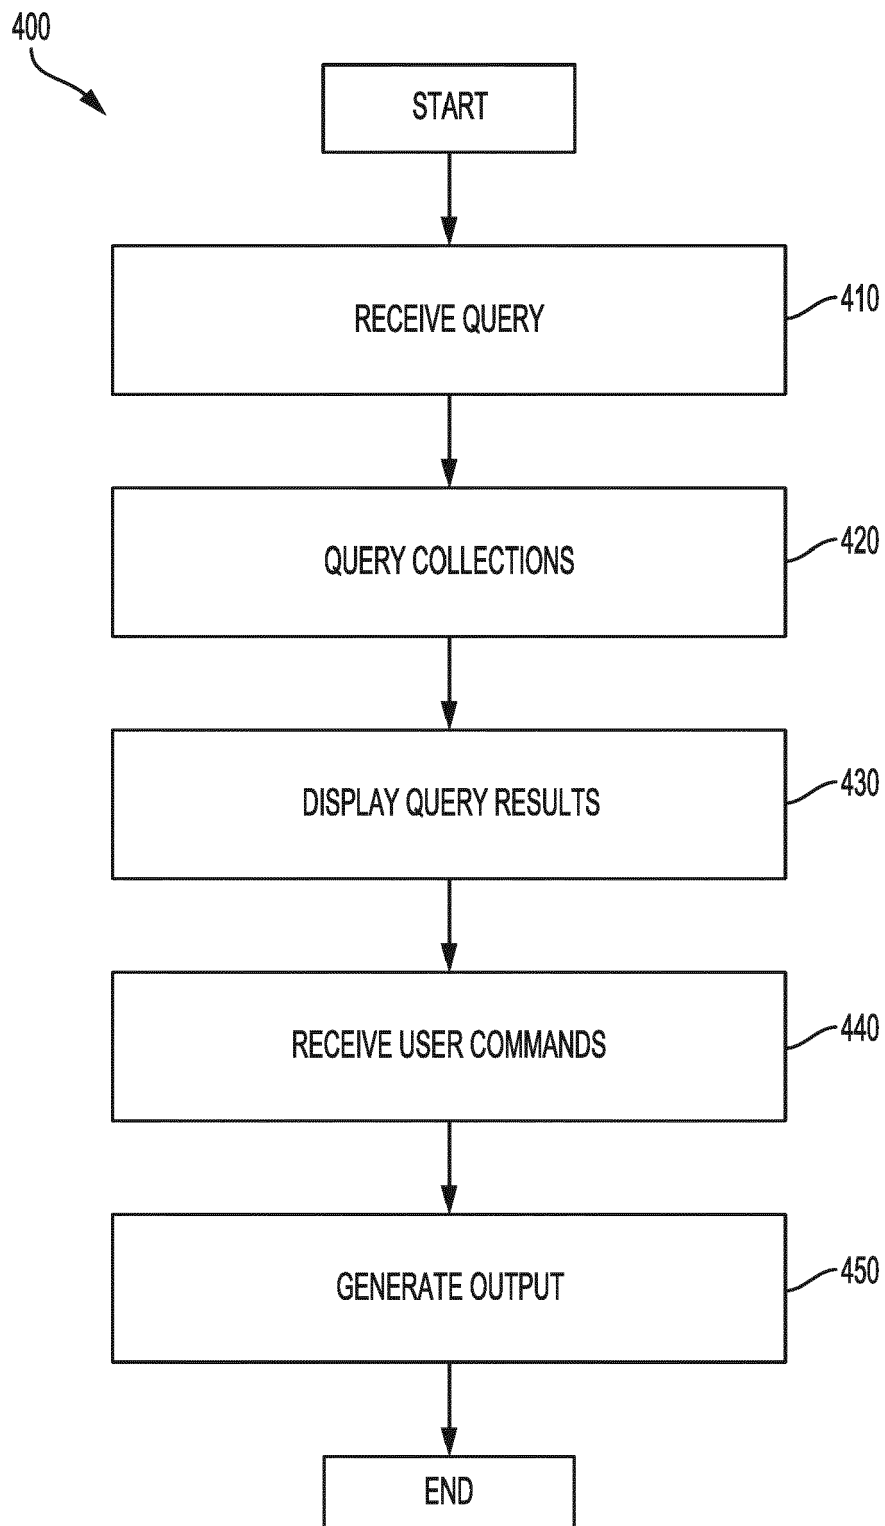 400
START
RECEIVE QUERY
410
QUERY COLLECTIONS
420
DISPLAY QUERY RESULTS
430
RECEIVE USER COMMANDS
440
GENERATE OUTPUT
450
END